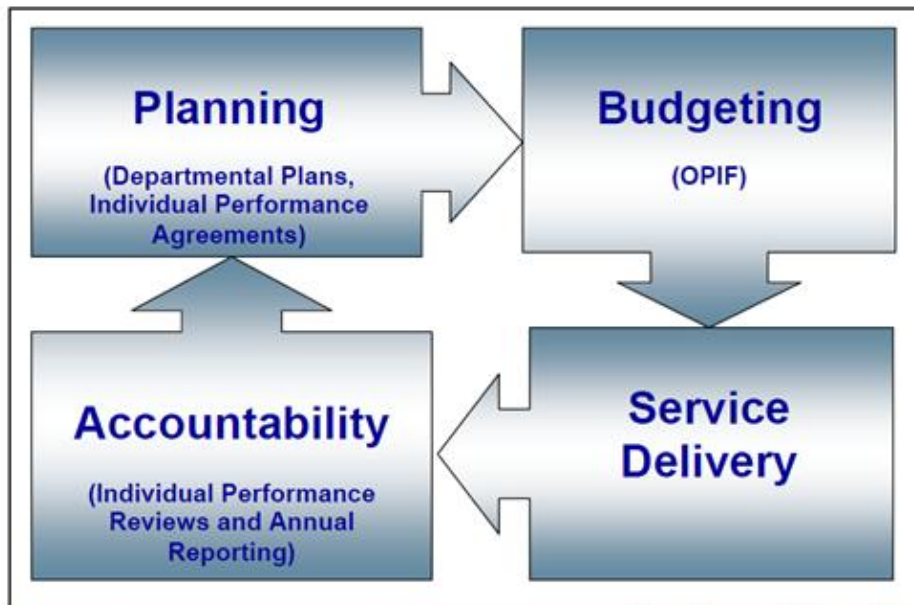 Planning
(Departmental Plans,
Individual Performance
Agreements)
Budgeting
(OPIF)
Accountability
(Individual Performance
Reviews and Annual
Reporting)
Service
Delivery